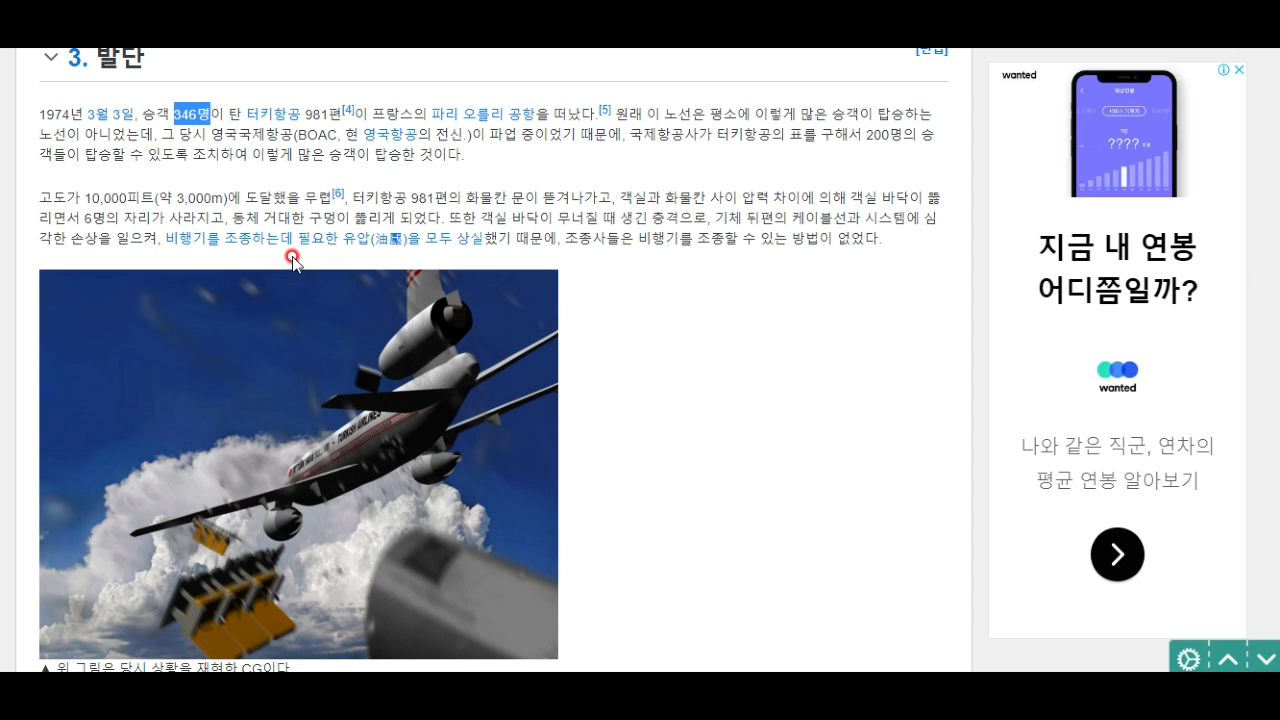 3. 발단
[편집]
1974년 3월 3일, 승객 346명이 탄 터키항공 981편[4]이 프랑스의 파리 오를리 공항을 떠났다.[5] 원래 이 노선은 평소에 이렇게 많은 승객이 탑승하는
노선이 아니었는데, 그 당시 영국국제항공(BOAC, 현 영국항공의 전신.)이 파업 중이었기 때문에, 국제항공사가 터키항공의 표를 구해서 200명의 승
객들이 탑승할 수 있도록 조치하여 이렇게 많은 승객이 탑승한 것이다.
고도가 10,000피트(약 3,000m)에 도달했을 무렵[6], 터키항공 981편의 화물칸 문이 뜯겨나가고, 객실과 화물칸 사이 압력 차이에 의해 객실 바닥이 뚫
리면서 6명의 자리가 사라지고, 동체 거대한 구멍이 뚫리게 되었다. 또한 객실 바닥이 무너질 때 생긴 충격으로, 기체 뒤편의 케이블선과 시스템에 심
각한 손상을 일으켜, 비행기를 조종하는데 필요한 유압(油壓)을 모두 상실했기 때문에, 조종사들은 비행기를 조종할 수 있는 방법이 없었다.
TURKISH AIRLINES
▲ 위 그림은 당시 상황을 재현한 CG이다.
wanted
????
지금 내 연봉
어디쯤일까?
wanted
나와 같은 직군, 연차의
평균 연봉 알아보기